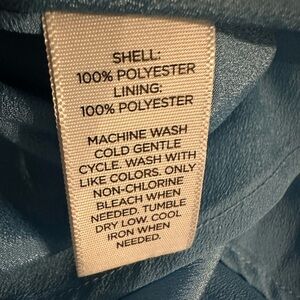 SHELL:
100% POLYESTER
LINING:
100% POLYESTER
MACHINE WASH
COLD GENTLE
CYCLE. WASH WITH
LIKE COLORS. ONLY
NON-CHLORINE
BLEACH WHEN
NEEDED. TUMBLE
DRY LOW. COOL
IRON WHEN
NEEDED.